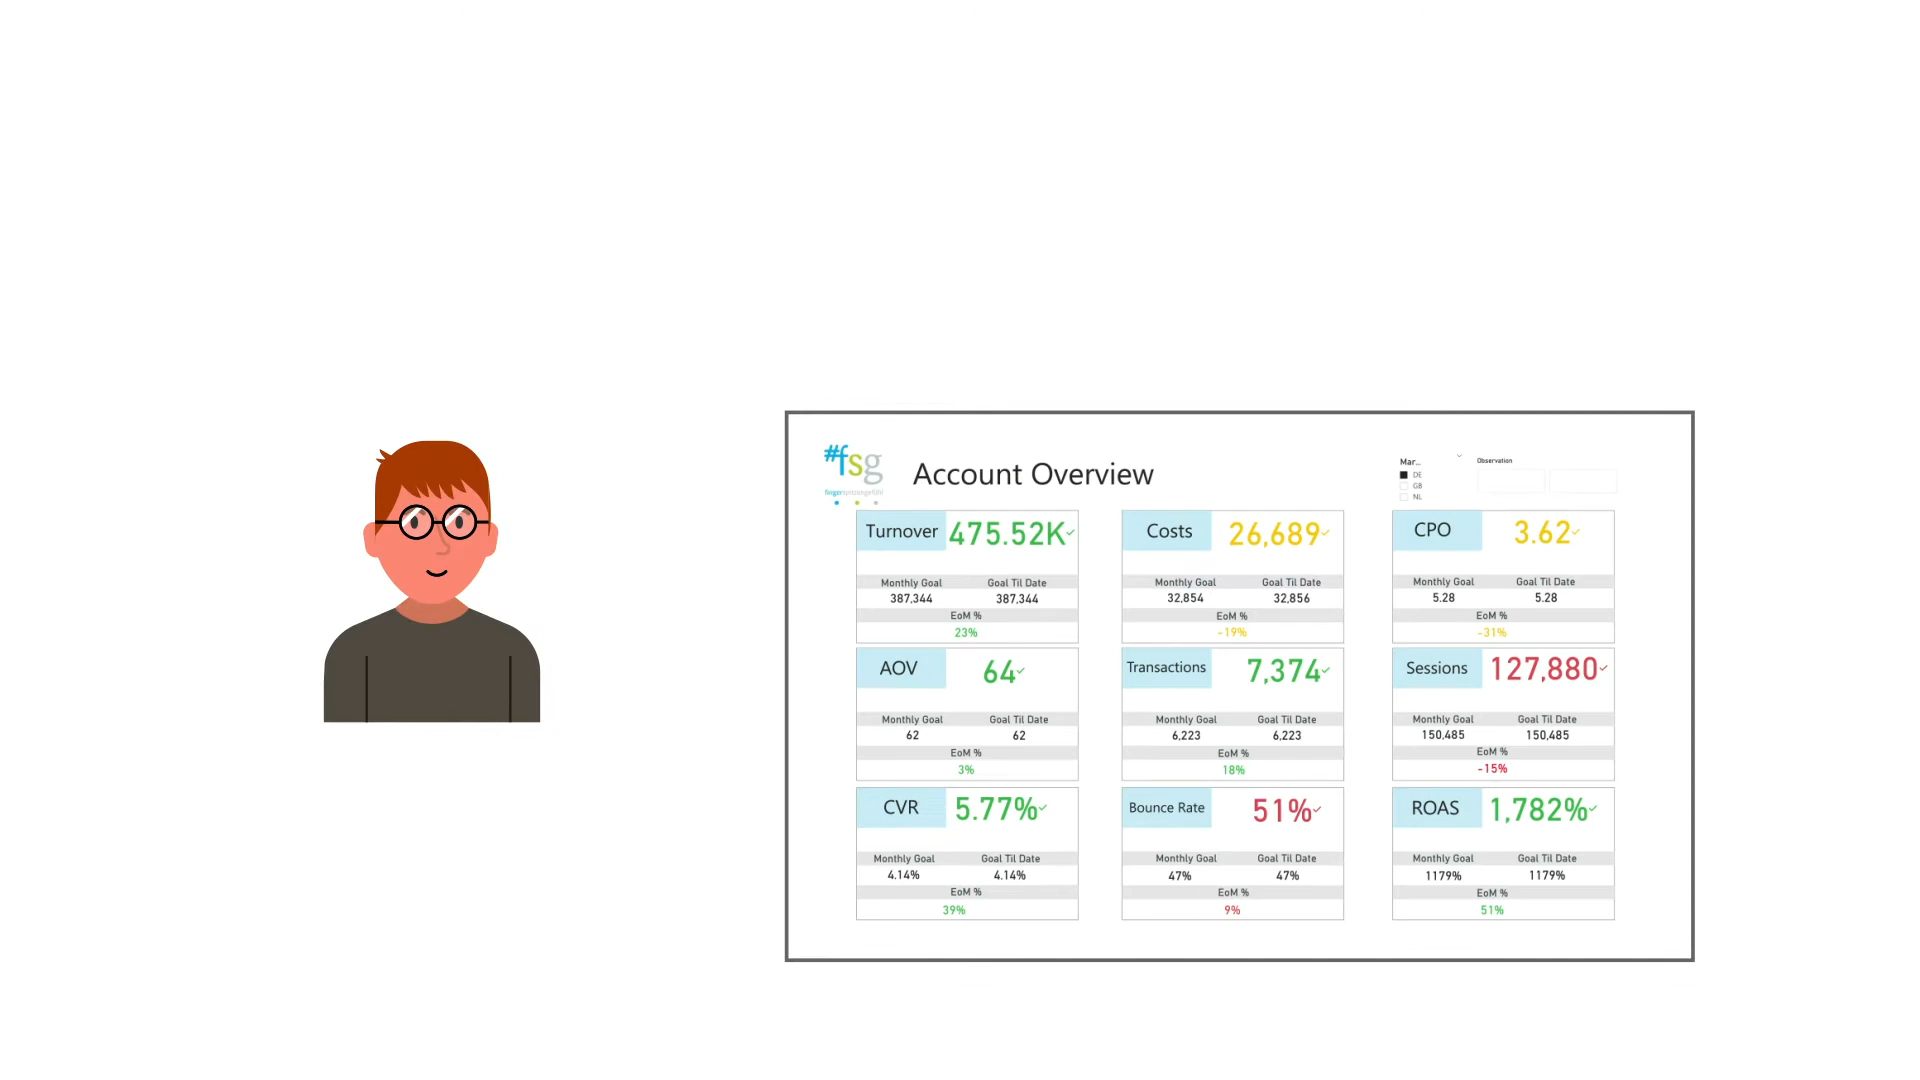 #fsg
fingerspitzengefühl
Account Overview
Mar...
DE
GB
NL
Observation
Turnover 475.52K
Monthly Goal Goal Til Date
387,344 387,344
EoM %
23%
Costs 26,689
Monthly Goal Goal Til Date
32,854 32,856
EoM %
-19%
CPO 3.62
Monthly Goal Goal Til Date
5.28 5.28
EoM %
-31%
AOV 64
Monthly Goal Goal Til Date
62 62
EoM %
3%
Transactions 7,374
Monthly Goal Goal Til Date
6,223 6,223
EoM %
18%
Sessions 127,880
Monthly Goal Goal Til Date
150,485 150,485
EoM %
-15%
CVR 5.77%
Monthly Goal Goal Til Date
4.14% 4.14%
EoM %
39%
Bounce Rate 51%
Monthly Goal Goal Til Date
47% 47%
EoM %
9%
ROAS 1,782%
Monthly Goal Goal Til Date
1179% 1179%
EoM %
51%